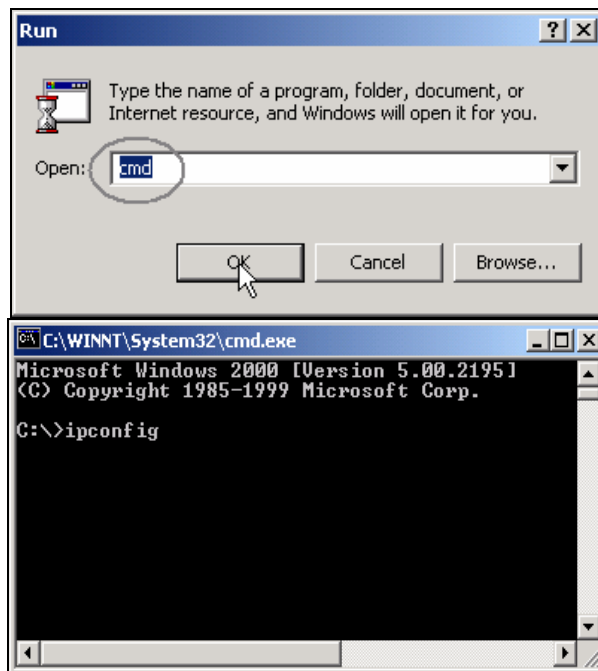 Run
Type the name of a program, folder, document, or
Internet resource, and Windows will open it for you.
Open: cmd
OK Cancel Browse...
C:\WINNT\System32\cmd.exe
Microsoft Windows 2000 [Version 5.00.2195]
(C) Copyright 1985-1999 Microsoft Corp.
C:\>ipconfig